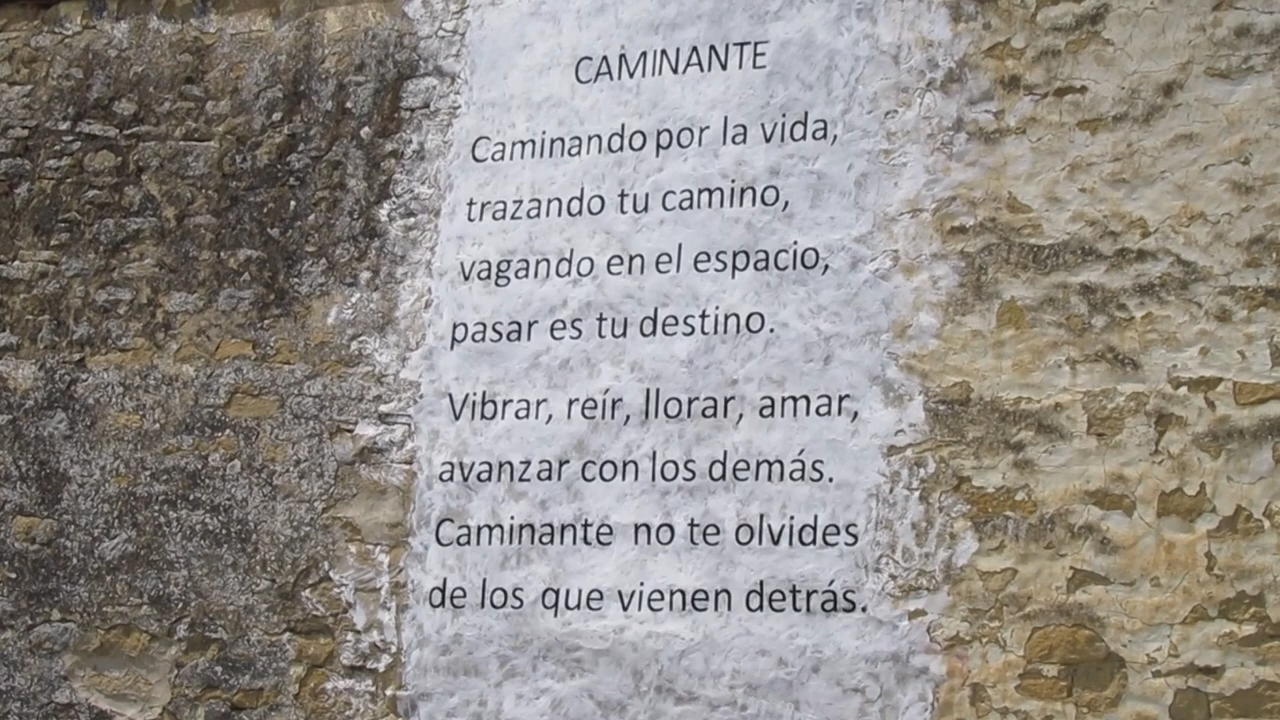 CAMINANTE
Caminando por la vida,
trazando tu camino,
vagando en el espacio,
pasar es tu destino.
Vibrar, reír, llorar, amar,
avanzar con los demás.
Caminante no te olvides
de los que vienen detrás.